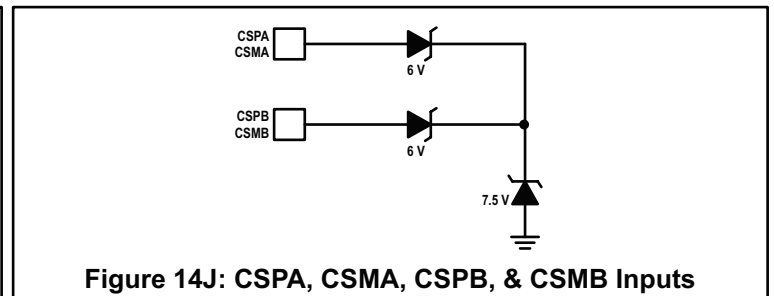 CSPA
CSMA
6 V
CSPB
CSMB
6 V
7.5 V
Figure 14J: CSPA, CSMA, CSPB, & CSMB Inputs